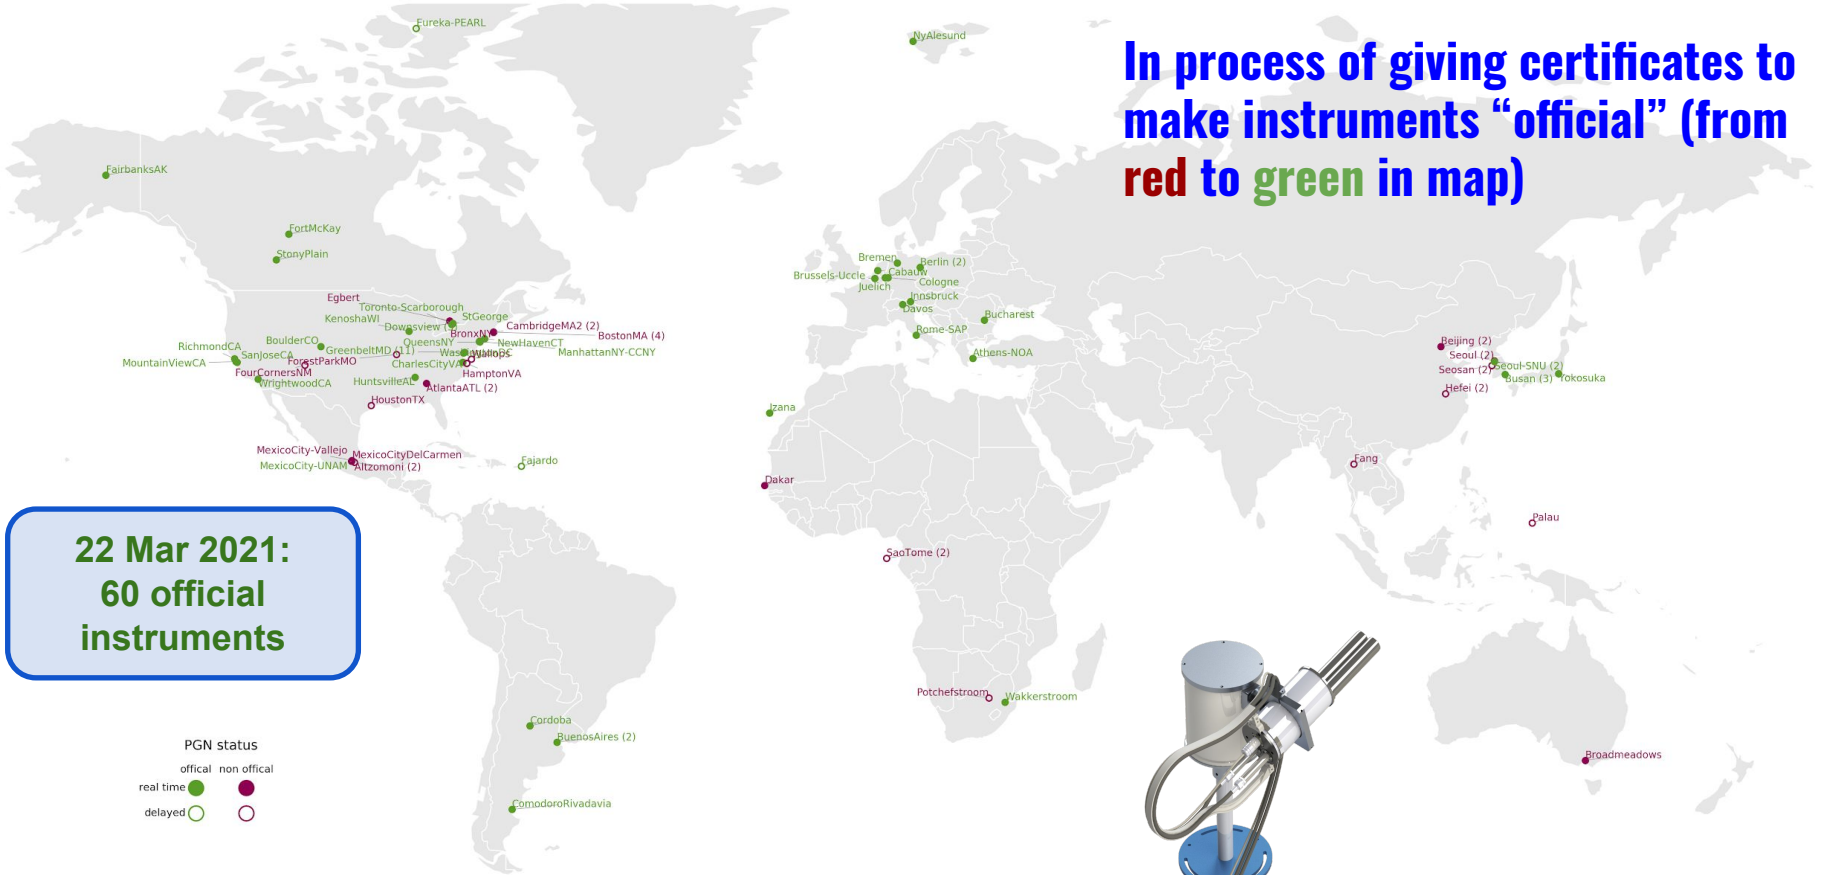 In process of giving certificates to
make instruments “official” (from
red to green in map)
Eureka-PEARL
NyAlesund
FairbanksAK
FortMcKay
StonyPlain
Egbert
Toronto-Scarborough
KenoshaWI
StGeorge
Downsview
CambridgeMA2 (2)
BronxNY
BostonMA (4)
BoulderCO
QueensNY
NewHavenCT
RichmondCA
GreenbeltMD (11)
ManhattanNY-CCNY
SanJoseCA
Wallops
MountainViewCA
ForestParkMO
CharlesCityVA
FourCornersNM
HamptonVA
WrightwoodCA
HuntsvilleAL
AtlantaATL (2)
HoustonTX
MexicoCity-Vallejo
MexicoCityDelCarmen
MexicoCity-UNAM
Altzomoni (2)
Fajardo
Bremen
Berlin (2)
Brussels-Uccle
Cabauw
Juelich
Cologne
Innsbruck
Davos
Bucharest
Rome-SAP
Athens-NOA
Izana
Dakar
SaoTome (2)
Potchefstroom
Wakkerstroom
Beijing (2)
Seoul (2)
Seosan (2)
Seoul-SNU (2)
Busan (3)
Yokosuka
Hefei (2)
Fang
Palau
Broadmeadows
Cordoba
BuenosAires (2)
ComodoroRivadavia
22 Mar 2021:
60 official
instruments
PGN status
offical non offical
real time
delayed